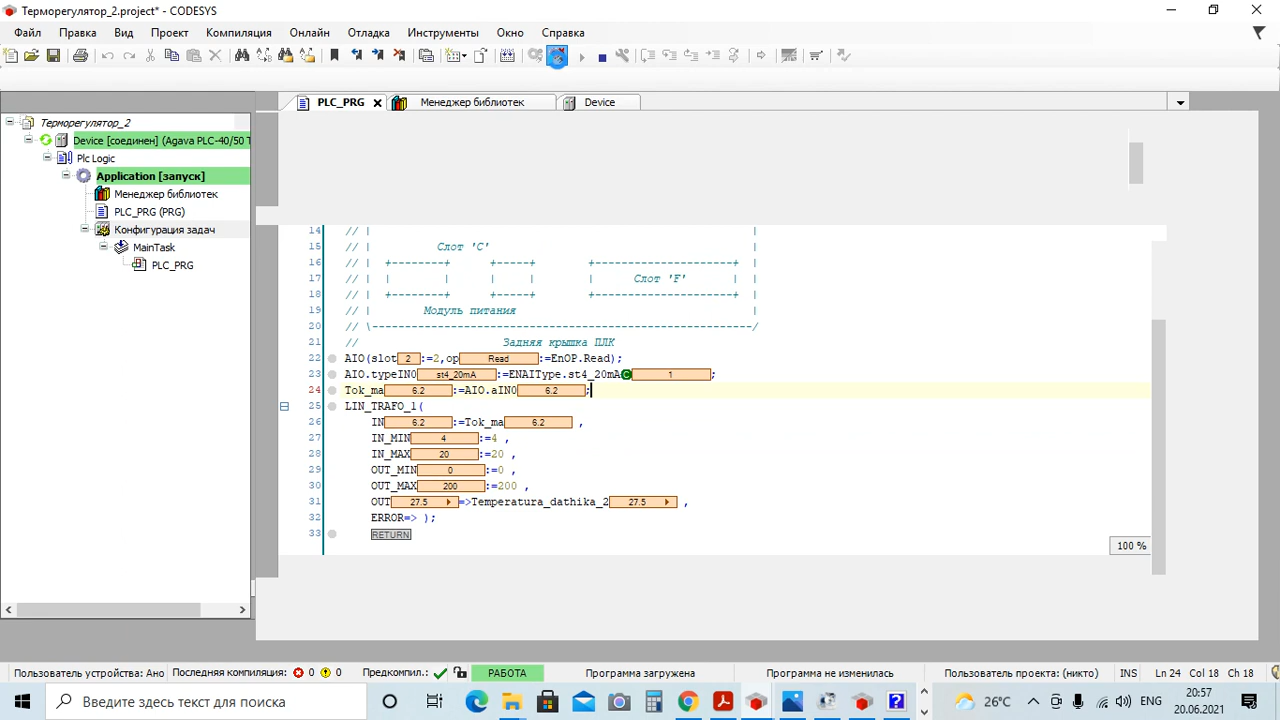 Терморегулятор_2.project* - CODESYS
Файл Правка Вид Проект Компиляция Онлайн Отладка Инструменты Окно Справка
PLC_PRG Менеджер библиотек Device
Терморегулятор_2
Device [соединен] (Agava PLC-40/50 T
Plc Logic
Application [запуск]
Менеджер библиотек
PLC_PRG (PRG)
Конфигурация задач
MainTask
PLC_PRG
14 // | |
15 // | Слот 'C' |
16 // | +--------+ +-----+ +---------------------+ |
17 // | | | | | | Слот 'F' | |
18 // | +--------+ +-----+ +---------------------+ |
19 // | Модуль питания |
20 // \----------------------------------------------------------/
21 // Задняя крышка ПЛК
22 AIO(slot 2 :=2,op Read :=EnOP.Read);
23 AIO.typeIN0 st4_20mA :=ENAIType.st4_20mA C 1 ;
24 Tok_ma 6.2 :=AIO.aIN0 6.2 ;
25 LIN_TRAFO_1(
26 IN 6.2 :=Tok_ma 6.2 ,
27 IN_MIN 4 :=4 ,
28 IN_MAX 20 :=20 ,
29 OUT_MIN 0 :=0 ,
30 OUT_MAX 200 :=200 ,
31 OUT 27.5 =>Temperatura_dathika_2 27.5 ,
32 ERROR=> );
33 RETURN
100 %
Пользователь устройства: Ано Последняя компиляция: 0 0 Предкомпил.: РАБОТА Программа загружена Программа не изменилась Пользователь проекта: (никто) INS Ln 24 Col 18 Ch 18
Введите здесь текст для поиска 26°C ENG 20:57
20.06.2021